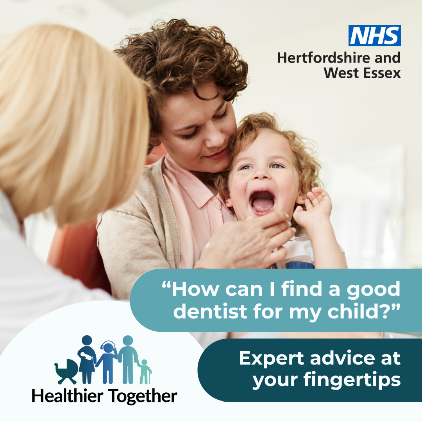 NHS
Hertfordshire and
West Essex
“How can I find a good
dentist for my child?”
Expert advice at
your fingertips
Healthier Together